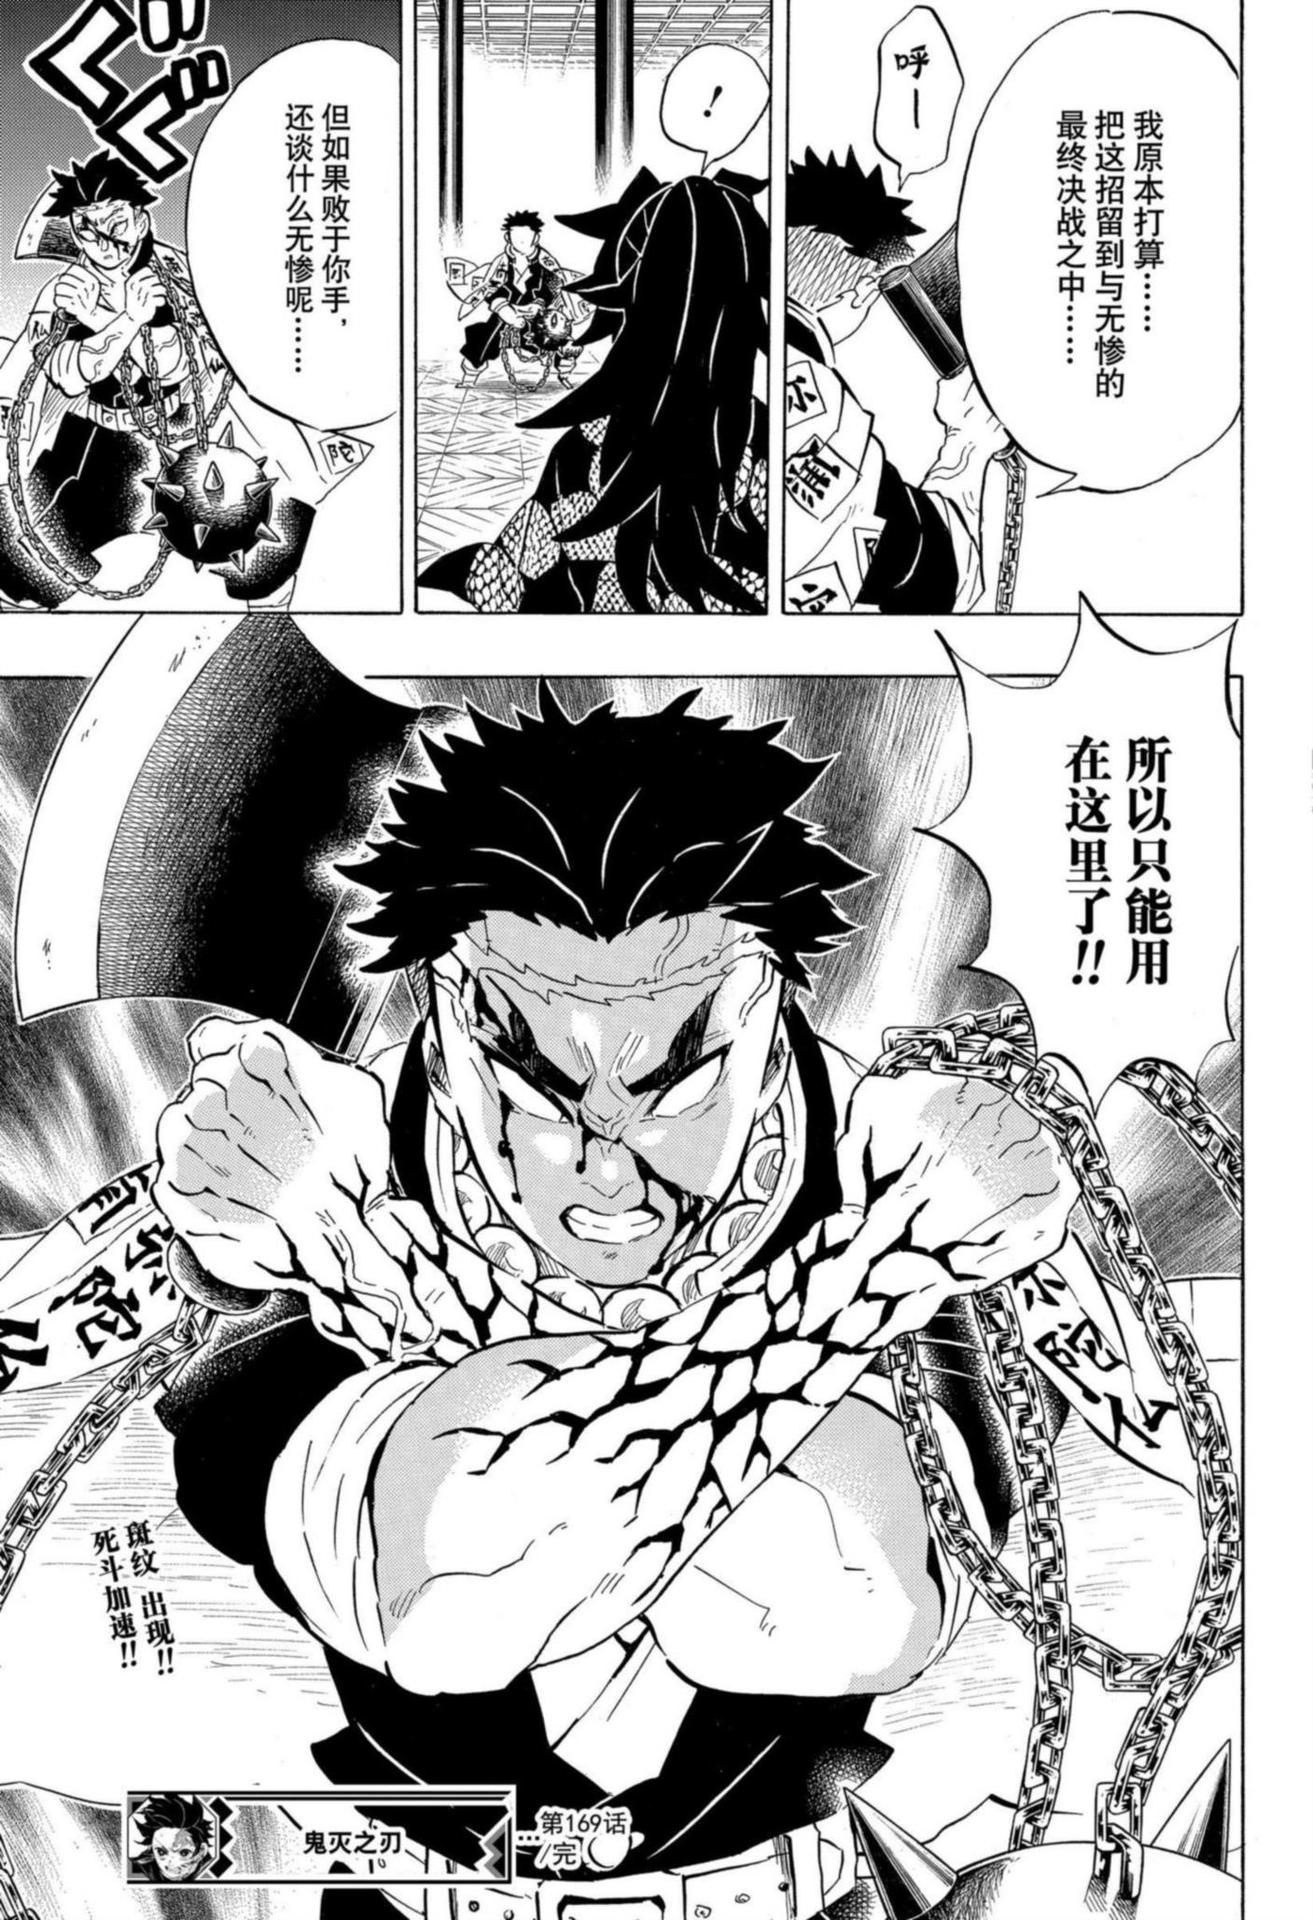 呼ー
我原本打算……
把这招留到与无惨的
最终决战之中……
！
但如果败于你手，
还谈什么无惨呢……
所以只能用
在这里了!!
斑纹 出现!!
死斗加速!!
鬼灭之刃
……第169话
/完